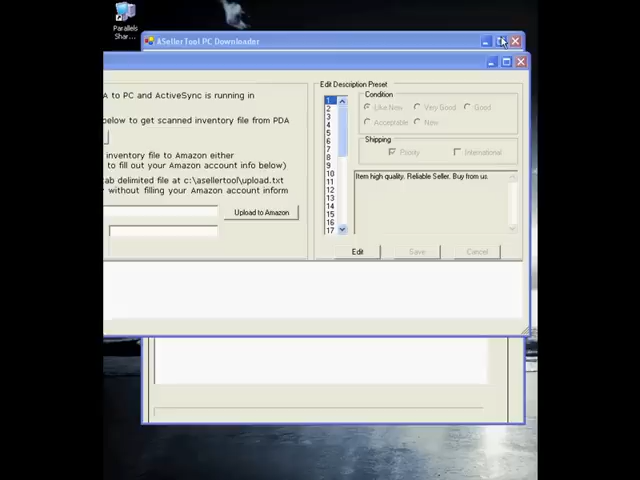 Parallels
Shar...
ASellerTool PC Downloader
A to PC and ActiveSync is running in
below to get scanned inventory file from PDA
inventory file to Amazon either
to fill out your Amazon account info below)
tab delimited file at c:\asellertool\upload.txt
without filling your Amazon account inform
Upload to Amazon
Edit Description Preset
1
2
3
4
5
6
7
8
9
10
11
12
13
14
15
16
17
Condition
Like New
Very Good
Good
Acceptable
New
Shipping
Priority
International
Item high quality. Reliable Seller. Buy from us.
Edit
Save
Cancel